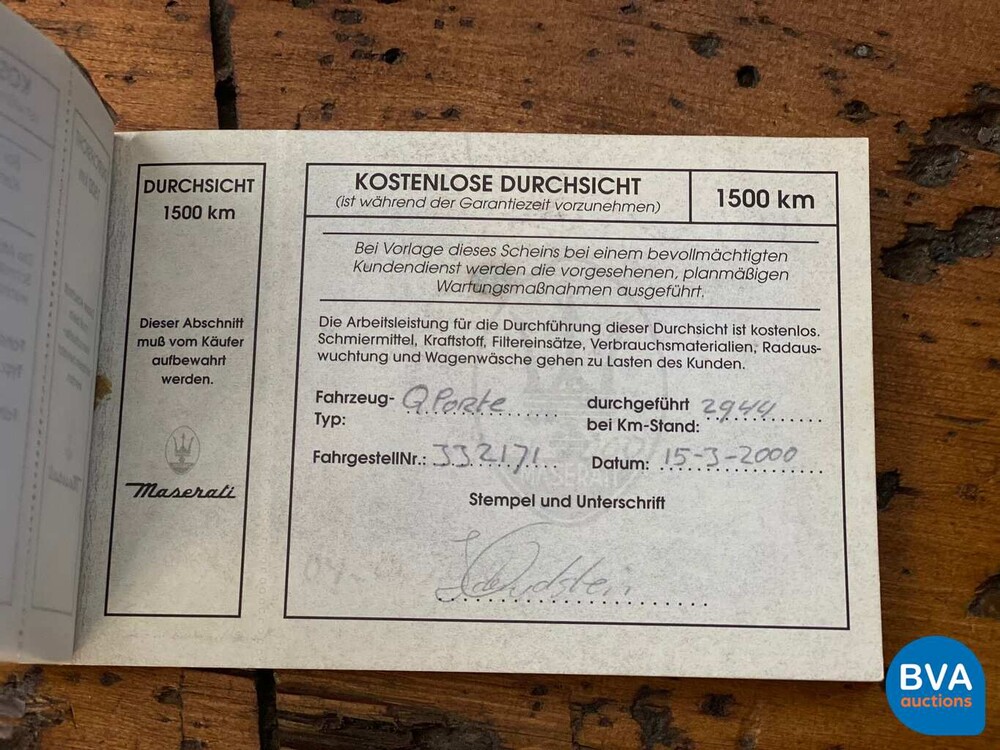 DURCHSICHT
1500 km
Dieser Abschnitt
muß vom Käufer
aufbewahrt
werden.
Maserati
KOSTENLOSE DURCHSICHT
(ist während der Garantiezeit vorzunehmen)
1500 km
Bei Vorlage dieses Scheins bei einem bevollmächtigten
Kundendienst werden die vorgesehenen, planmäßigen
Wartungsmaßnahmen ausgeführt.
Die Arbeitsleistung für die Durchführung dieser Durchsicht ist kostenlos.
Schmiermittel, Kraftstoff, Filtereinsätze, Verbrauchsmaterialien, Radaus-
wuchtung und Wagenwäsche gehen zu Lasten des Kunden.
Fahrzeug-
Typ: QPorte
durchgeführt
bei Km-Stand: 2944
FahrgestellNr.: 332171
Datum: 15-3-2000
MASERATI
Stempel und Unterschrift
BVA
auctions